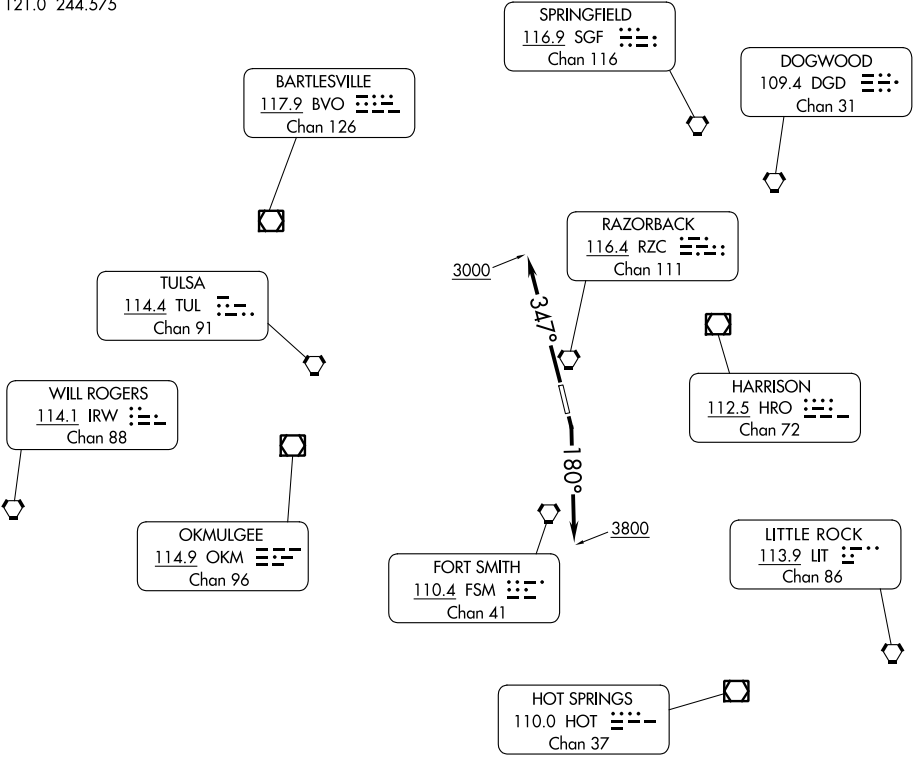 121.0 244.575
SPRINGFIELD
116.9 SGF
Chan 116
DOGWOOD
109.4 DGD
Chan 31
BARTLESVILLE
117.9 BVO
Chan 126
RAZORBACK
116.4 RZC
Chan 111
3000
347°
TULSA
114.4 TUL
Chan 91
WILL ROGERS
114.1 IRW
Chan 88
HARRISON
112.5 HRO
Chan 72
180°
3800
OKMULGEE
114.9 OKM
Chan 96
FORT SMITH
110.4 FSM
Chan 41
LITTLE ROCK
113.9 LIT
Chan 86
HOT SPRINGS
110.0 HOT
Chan 37